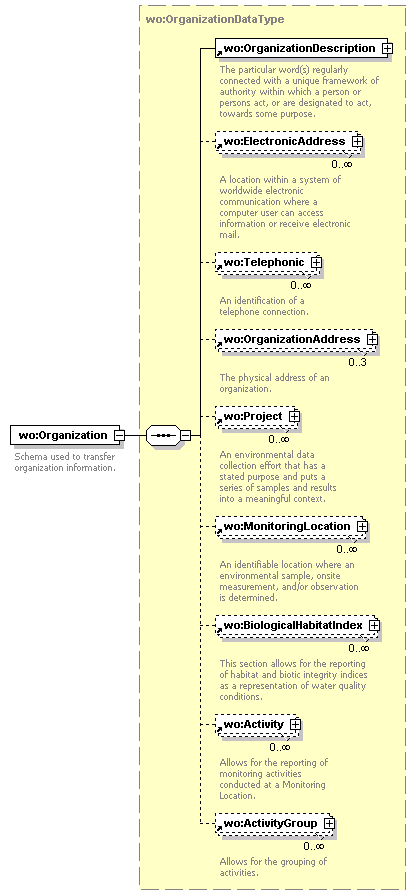 wo:OrganizationDataType
wo:OrganizationDescription
The particular word(s) regularly
connected with a unique framework of
authority within which a person or
persons act, or are designated to act,
towards some purpose.
wo:ElectronicAddress
0..∞
A location within a system of
worldwide electronic
communication where a
computer user can access
information or receive electronic
mail.
wo:Telephonic
0..∞
An identification of a
telephone connection.
wo:OrganizationAddress
0..3
The physical address of an
organization.
wo:Organization
Schema used to transfer
organization information.
wo:Project
0..∞
An environmental data
collection effort that has a
stated purpose and puts a
series of samples and results
into a meaningful context.
wo:MonitoringLocation
0..∞
An identifiable location where an
environmental sample, onsite
measurement, and/or observation
is determined.
wo:BiologicalHabitatIndex
0..∞
This section allows for the reporting
of habitat and biotic integrity indices
as a representation of water quality
conditions.
wo:Activity
0..∞
Allows for the reporting of
monitoring activities
conducted at a Monitoring
Location.
wo:ActivityGroup
0..∞
Allows for the grouping of
activities.